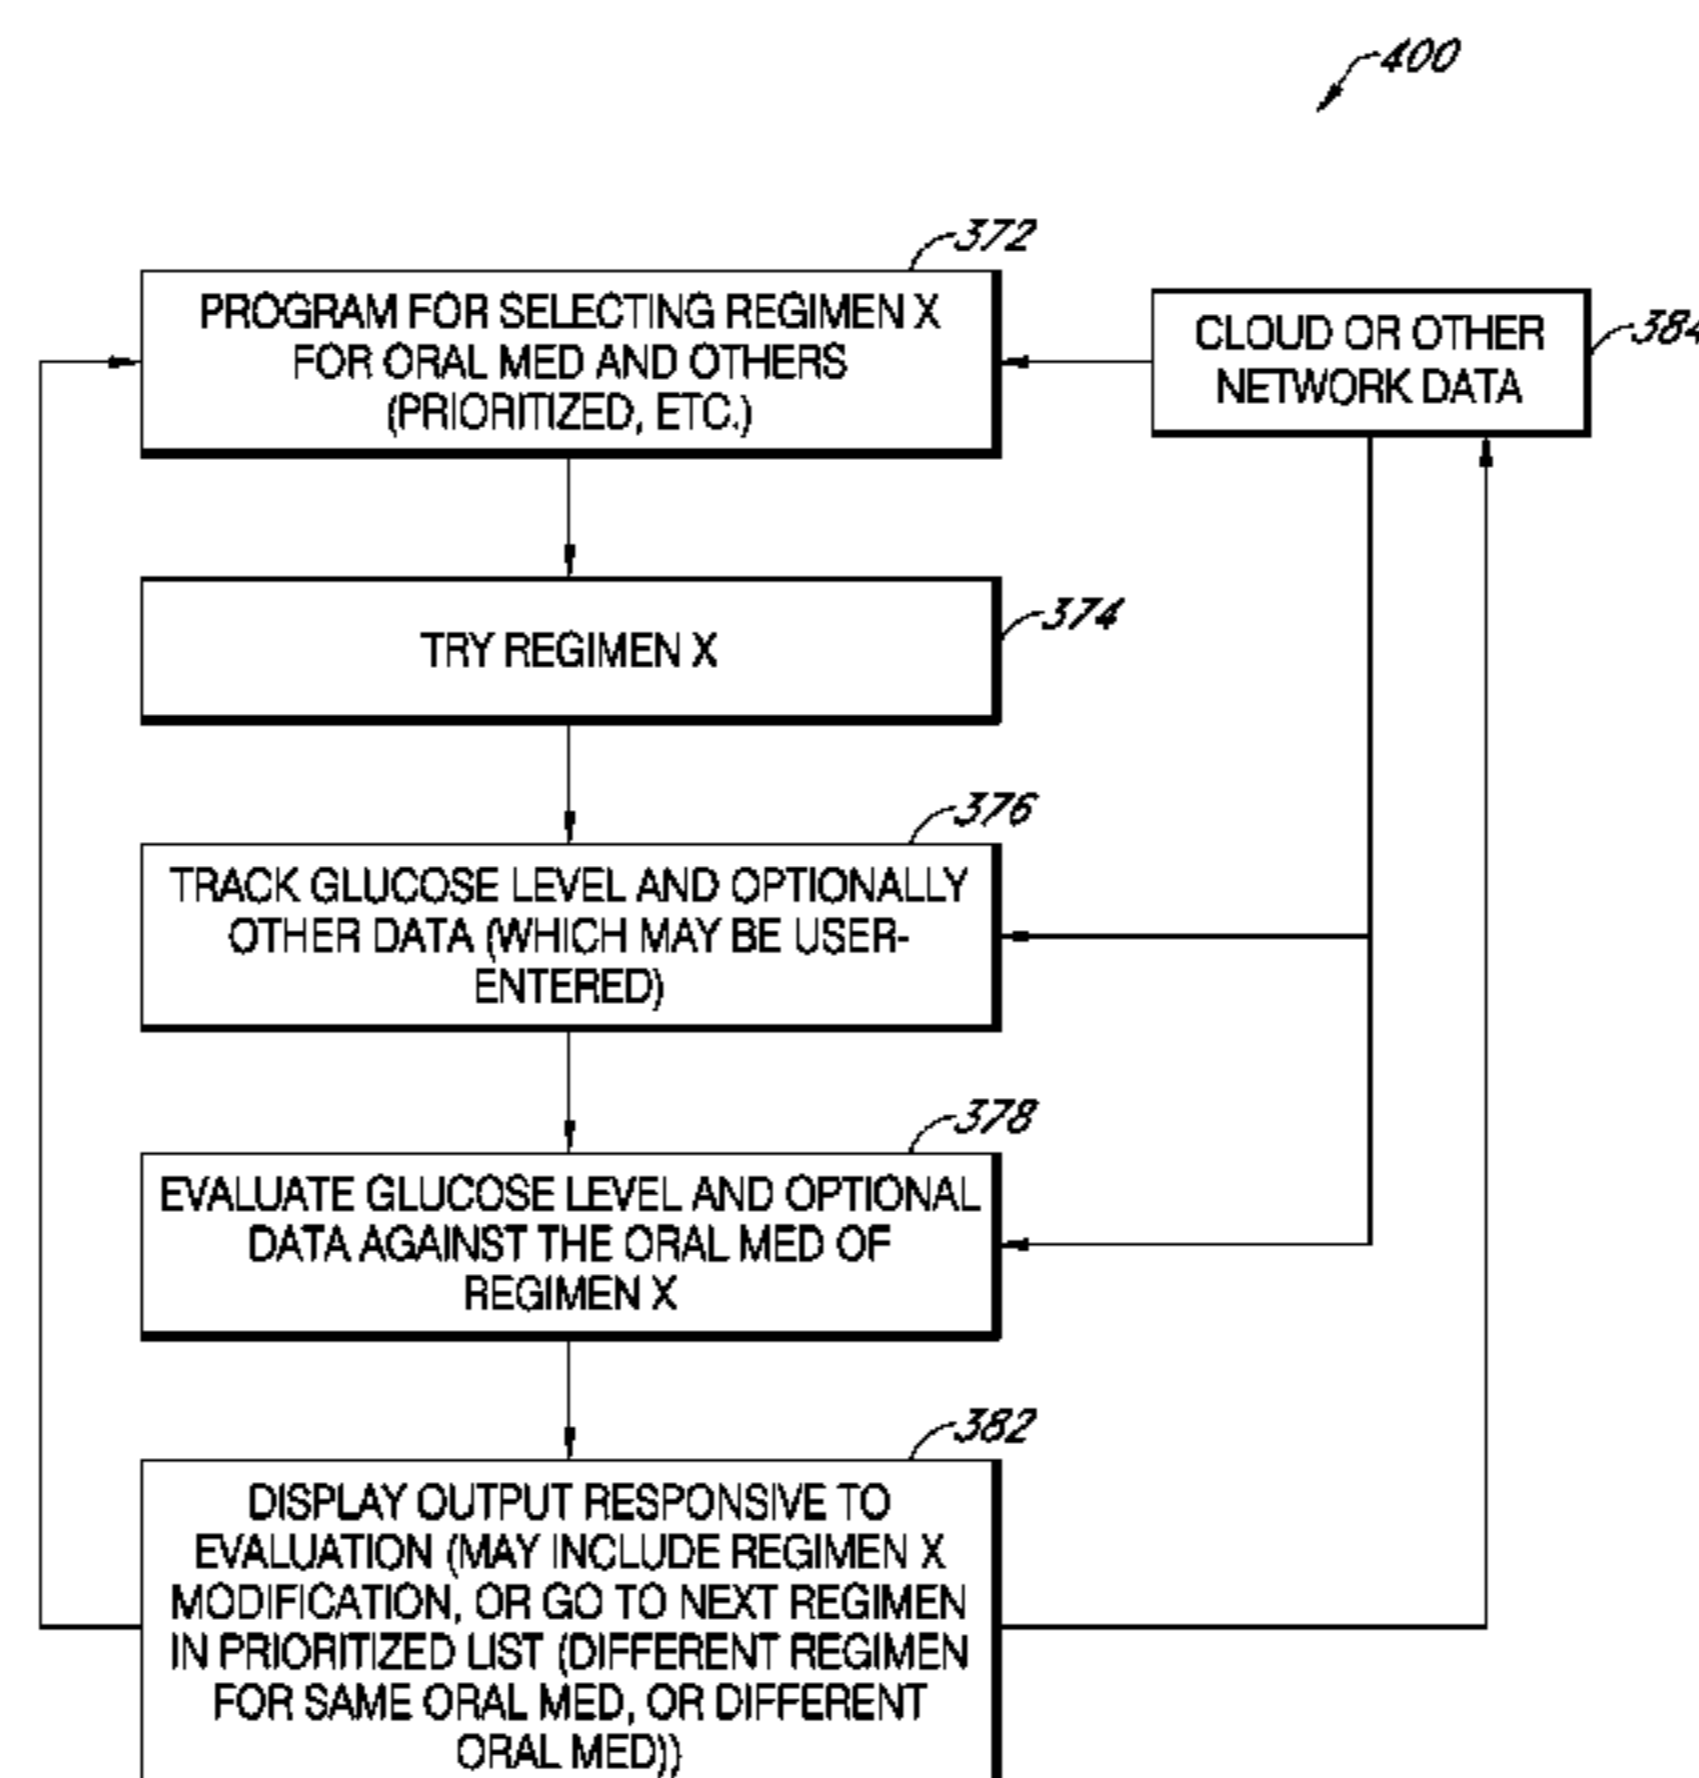 400
372
PROGRAM FOR SELECTING REGIMEN X
FOR ORAL MED AND OTHERS
(PRIORITIZED, ETC.)
CLOUD OR OTHER
NETWORK DATA
384
TRY REGIMEN X
374
376
TRACK GLUCOSE LEVEL AND OPTIONALLY
OTHER DATA (WHICH MAY BE USER-
ENTERED)
378
EVALUATE GLUCOSE LEVEL AND OPTIONAL
DATA AGAINST THE ORAL MED OF
REGIMEN X
382
DISPLAY OUTPUT RESPONSIVE TO
EVALUATION (MAY INCLUDE REGIMEN X
MODIFICATION, OR GO TO NEXT REGIMEN
IN PRIORITIZED LIST (DIFFERENT REGIMEN
FOR SAME ORAL MED, OR DIFFERENT
ORAL MED))